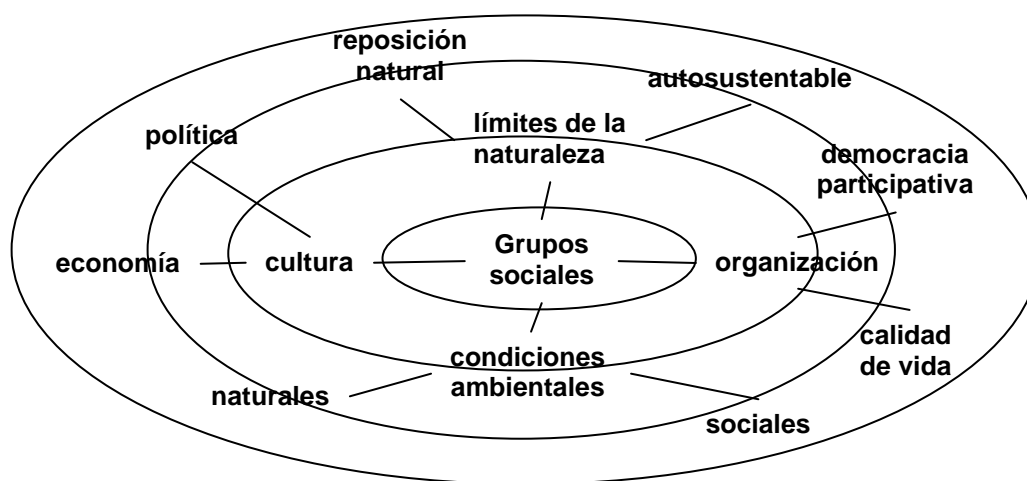 reposición
natural
autosustentable
límites de la
naturaleza
política
democracia
participativa
Grupos
sociales
economía
cultura
organización
calidad
de vida
condiciones
ambientales
naturales
sociales